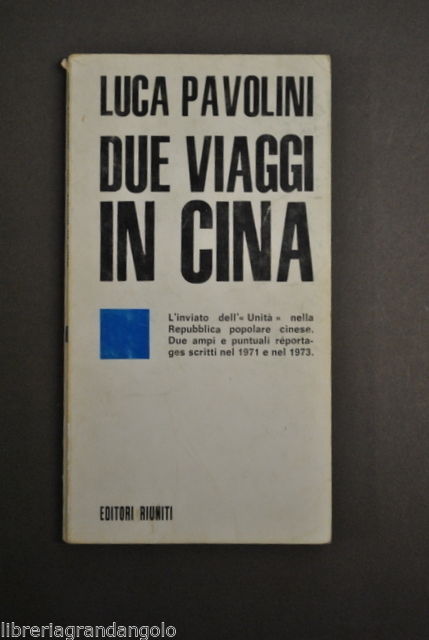 LUCA PAVOLINI
DUE VIAGGI
IN CINA
L'inviato dell'« Unità » nella
Repubblica popolare cinese.
Due ampi e puntuali réporta-
ges scritti nel 1971 e nel 1973.
EDITORI RIUNITI
libreriagrandangolo